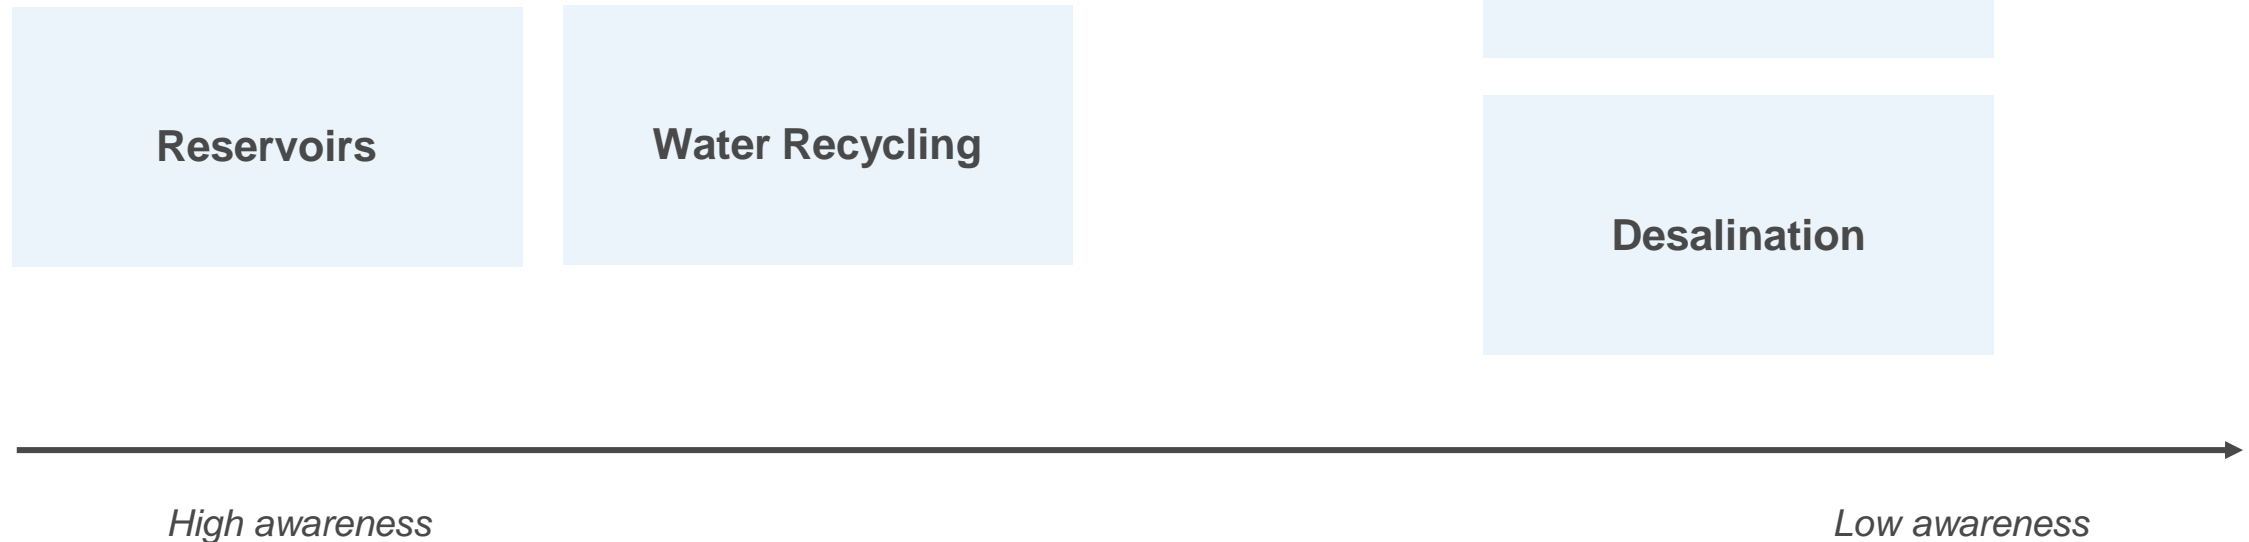 Reservoirs
Water Recycling
Desalination
High awareness
Low awareness